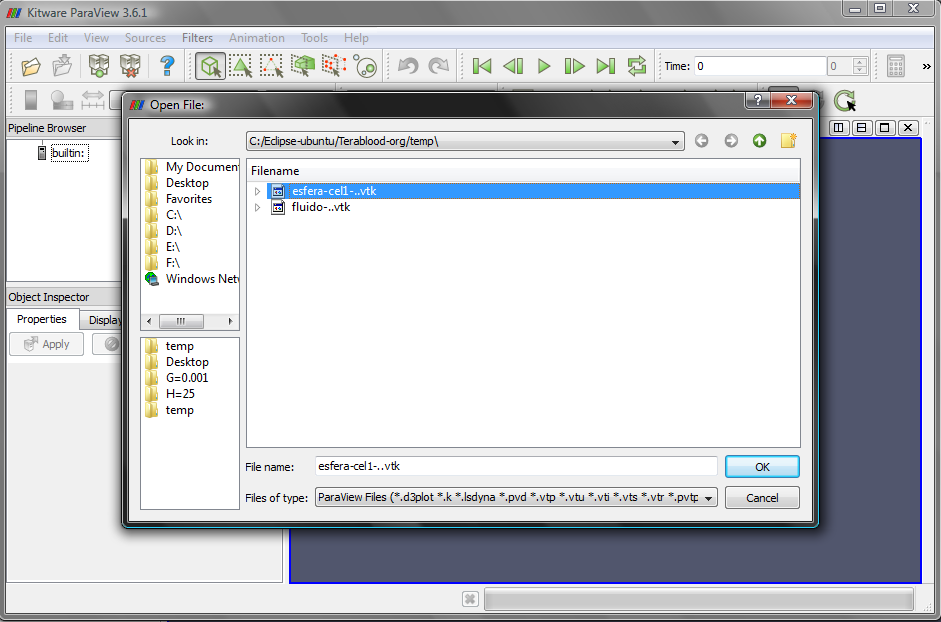 Kitware ParaView 3.6.1
File Edit View Sources Filters Animation Tools Help
? Time: 0 0 »
Open File: ?
Pipeline Browser
builtin:
Look in: C:/Eclipse-ubuntu/Terablood-org/temp\
My Documen
Desktop
Favorites
C:\
D:\
E:\
F:\
Windows Netw
Filename
esfera-cel1-..vtk
fluido-..vtk
Object Inspector
Properties Display
Apply
temp
Desktop
G=0.001
H=25
temp
File name: esfera-cel1-..vtk OK
Files of type: ParaView Files (*.d3plot *.k *.lsdyna *.pvd *.vtp *.vtu *.vti *.vts *.vtr *.pvtp Cancel